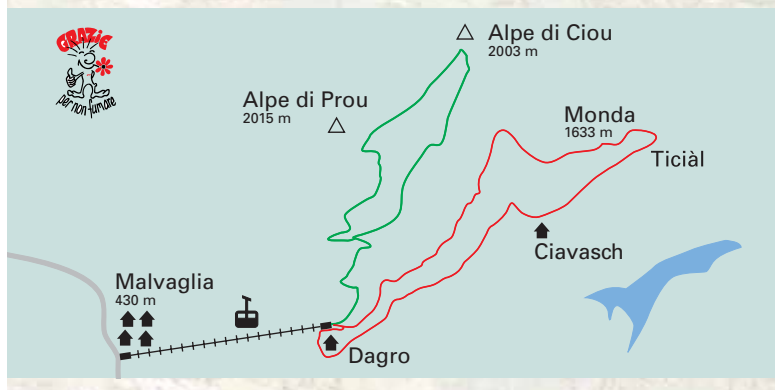 GRAZIE
per non fumare
Alpe di Ciou
2003 m
Alpe di Prou
2015 m
Monda
1633 m
Ticiàl
Ciavasch
Malvaglia
430 m
Dagro